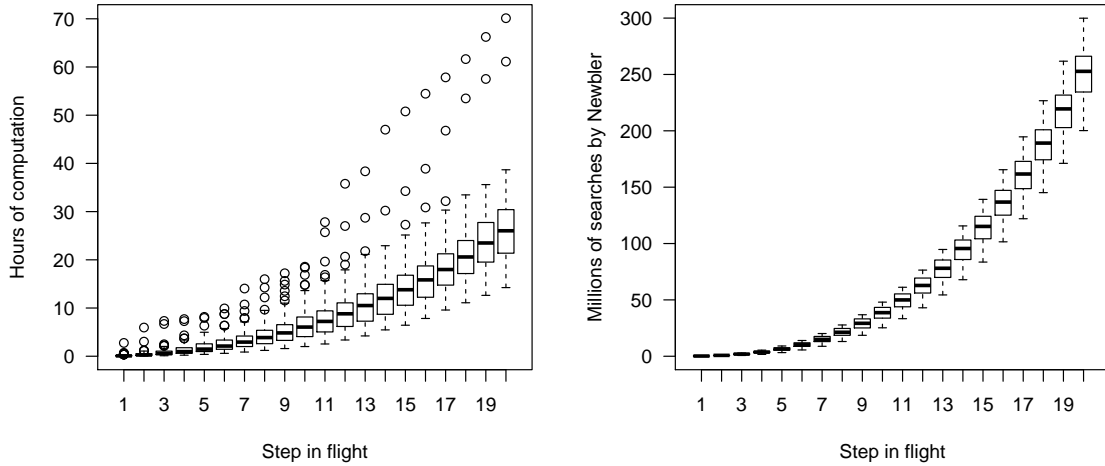 Hours of computation
70
60
50
40
30
20
10
0
1 3 5 7 9 11 13 15 17 19
Step in flight
Millions of searches by Newbler
300
250
200
150
100
50
0
1 3 5 7 9 11 13 15 17 19
Step in flight